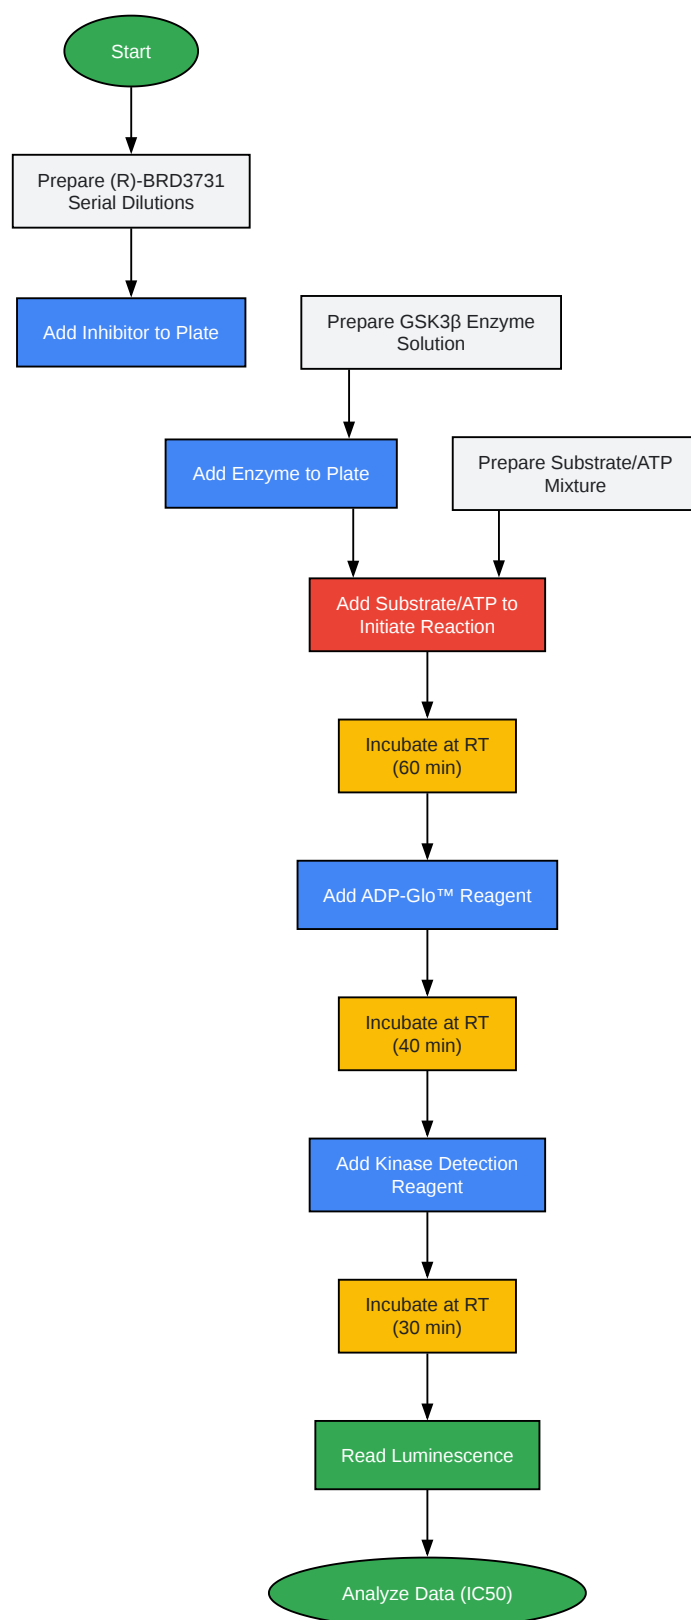 Start
Prepare (R)-BRD3731
Serial Dilutions
Add Inhibitor to Plate
Prepare GSK3β Enzyme
Solution
Add Enzyme to Plate
Prepare Substrate/ATP
Mixture
Add Substrate/ATP to
Initiate Reaction
Incubate at RT
(60 min)
Add ADP-Glo™ Reagent
Incubate at RT
(40 min)
Add Kinase Detection
Reagent
Incubate at RT
(30 min)
Read Luminescence
Analyze Data (IC50)